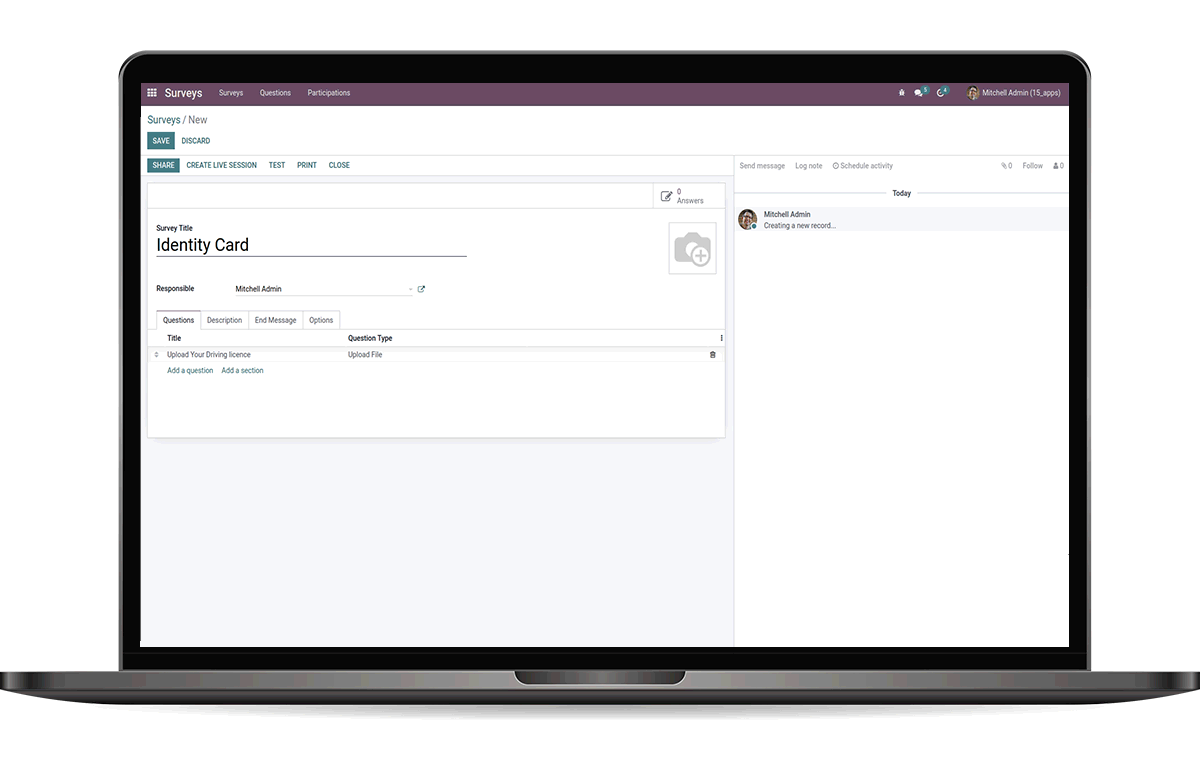 Surveys Surveys Questions Participations 5 4 Mitchell Admin (15_apps)
Surveys / New
SAVE DISCARD
SHARE CREATE LIVE SESSION TEST PRINT CLOSE Send message Log note Schedule activity 0 Follow 0
0
Answers
Today
Mitchell Admin
Creating a new record...
Survey Title
Identity Card
Responsible Mitchell Admin
Questions Description End Message Options
Title Question Type
Upload Your Driving licence Upload File
Add a question Add a section